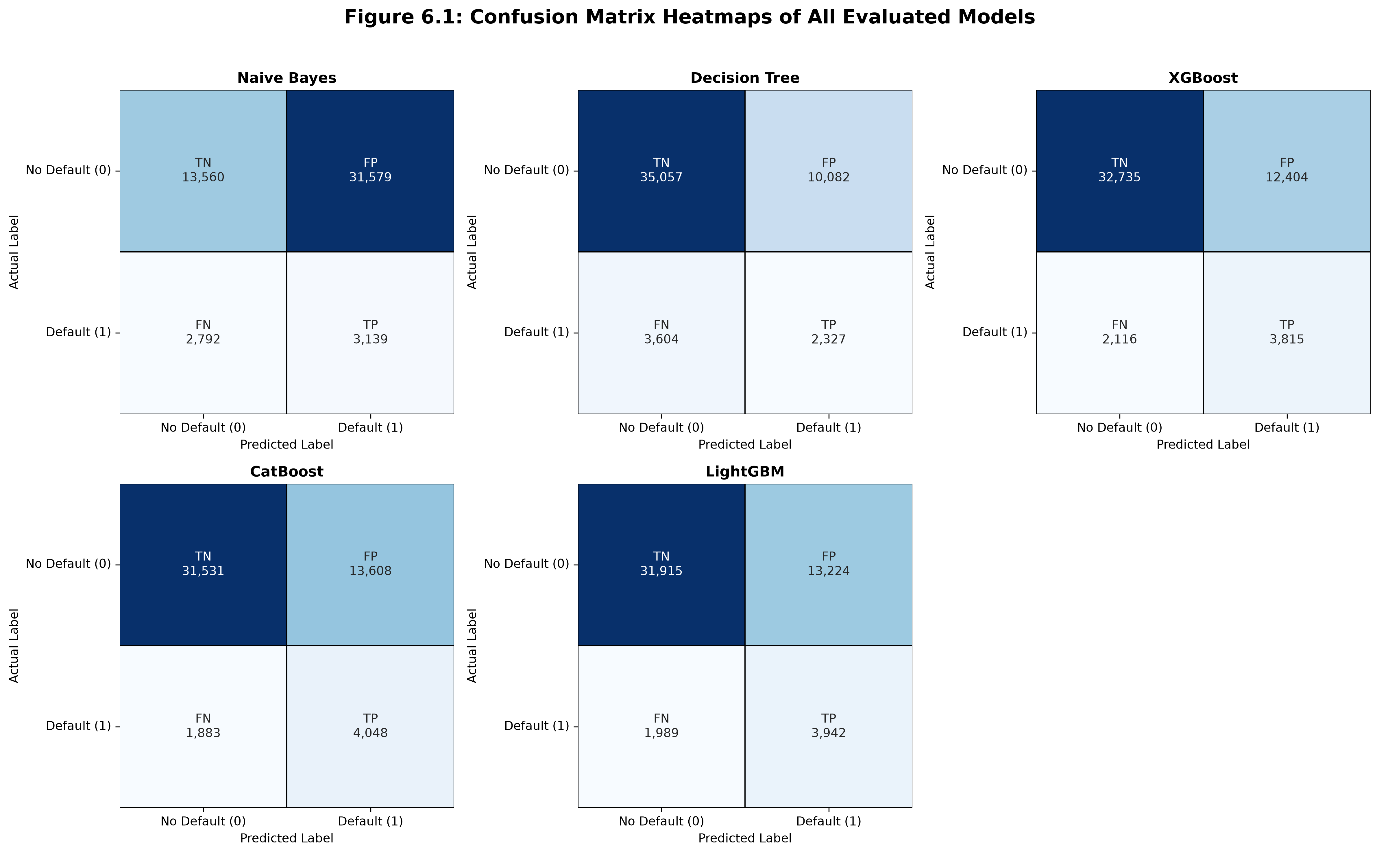 Figure 6.1: Confusion Matrix Heatmaps of All Evaluated Models
Naive Bayes
Actual Label
No Default (0)
TN
13,560
FP
31,579
Default (1)
FN
2,792
TP
3,139
No Default (0)
Default (1)
Predicted Label
Decision Tree
Actual Label
No Default (0)
TN
35,057
FP
10,082
Default (1)
FN
3,604
TP
2,327
No Default (0)
Default (1)
Predicted Label
XGBoost
Actual Label
No Default (0)
TN
32,735
FP
12,404
Default (1)
FN
2,116
TP
3,815
No Default (0)
Default (1)
Predicted Label
CatBoost
Actual Label
No Default (0)
TN
31,531
FP
13,608
Default (1)
FN
1,883
TP
4,048
No Default (0)
Default (1)
Predicted Label
LightGBM
Actual Label
No Default (0)
TN
31,915
FP
13,224
Default (1)
FN
1,989
TP
3,942
No Default (0)
Default (1)
Predicted Label